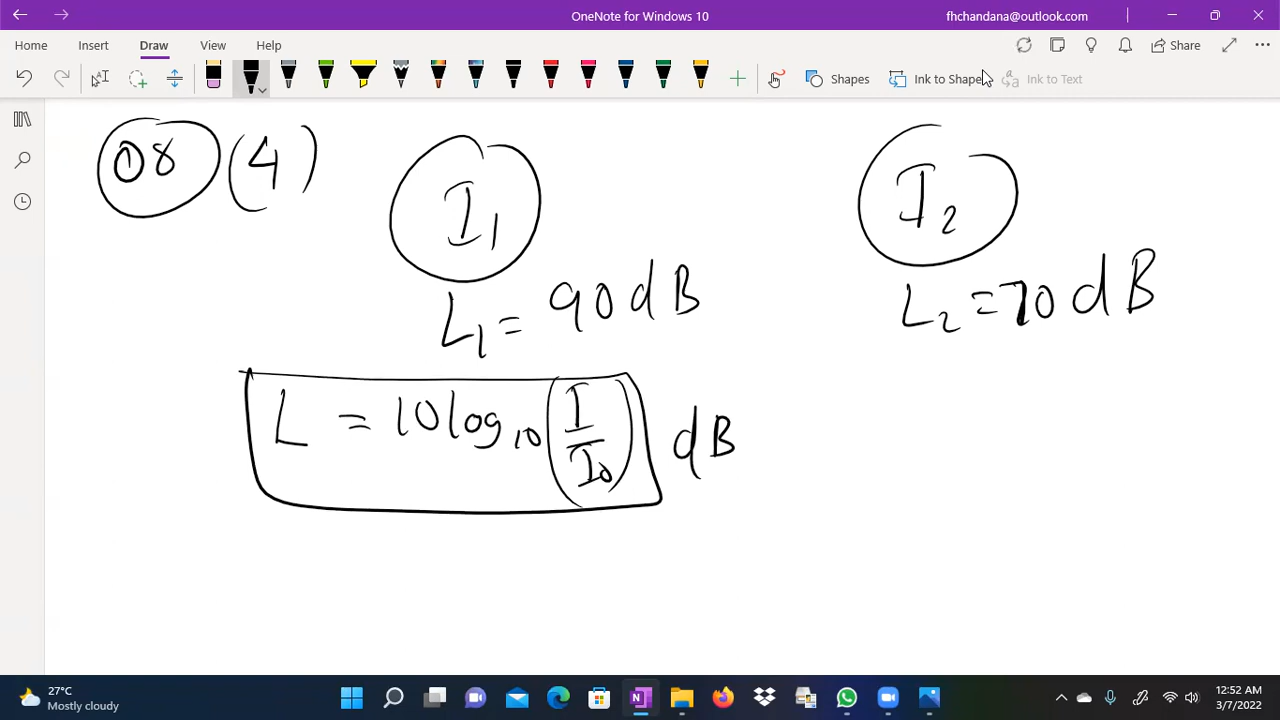 OneNote for Windows 10
fhchandana@outlook.com
Home Insert Draw View Help
Share
Shapes Ink to Shape Ink to Text
08 (4) I₁ I₂
L₁ = 90 dB L₂ = 70 dB
L = 10 log₁₀ (I/I₀) dB
27°C
Mostly cloudy
12:52 AM
3/7/2022